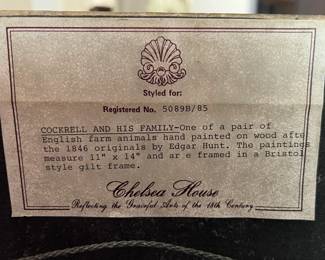 Styled for:
Registered No. 5089B/85
COCKRELL AND HIS FAMILY-One of a pair of
English farm animals hand painted on wood afte
the 1846 originals by Edgar Hunt. The paintings
measure 11" x 14" and ar e framed in a Bristol
style gilt frame.
Chelsea House
Reflecting the Graceful Arts of the 18th Century